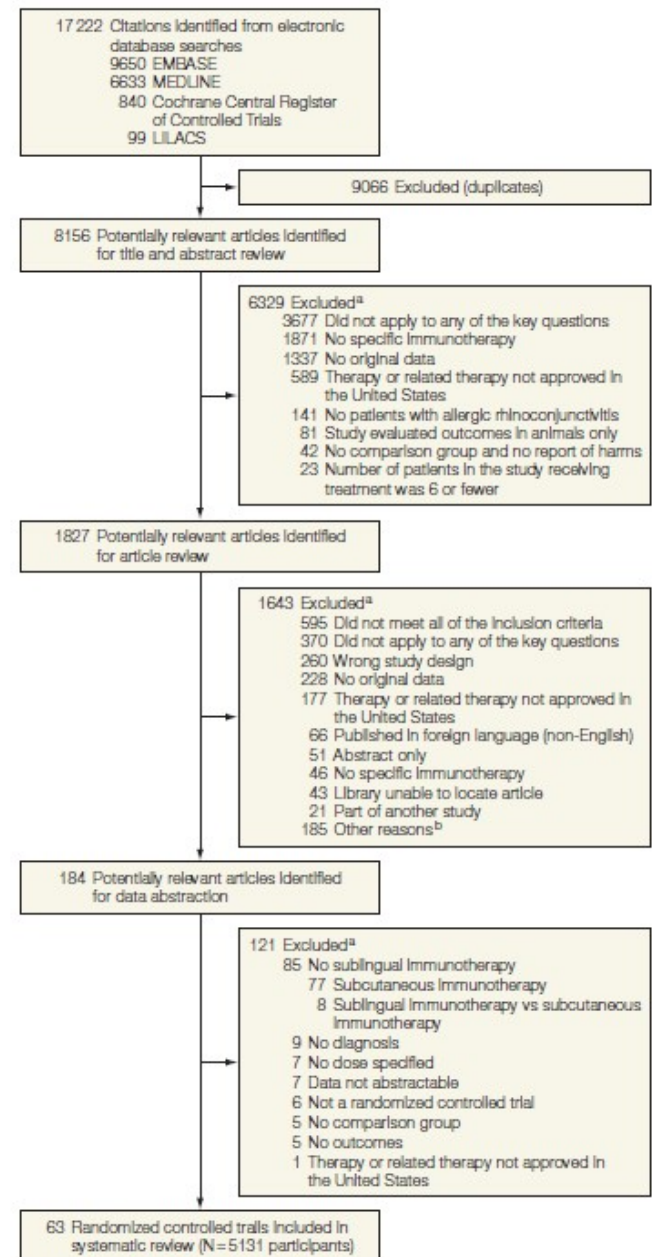 17 222 Citations identified from electronic
database searches
9650 EMBASE
6633 MEDLINE
840 Cochrane Central Register
of Controlled Trials
99 LILACS
9066 Excluded (duplicates)
8156 Potentially relevant articles identified
for title and abstract review
6329 Excludedᵃ
3677 Did not apply to any of the key questions
1871 No specific immunotherapy
1337 No original data
589 Therapy or related therapy not approved in
the United States
141 No patients with allergic rhinoconjunctivitis
81 Study evaluated outcomes in animals only
42 No comparison group and no report of harms
23 Number of patients in the study receiving
treatment was 6 or fewer
1827 Potentially relevant articles identified
for article review
1643 Excludedᵃ
595 Did not meet all of the inclusion criteria
370 Did not apply to any of the key questions
260 Wrong study design
228 No original data
177 Therapy or related therapy not approved in
the United States
66 Published in foreign language (non-English)
51 Abstract only
46 No specific immunotherapy
43 Library unable to locate article
21 Part of another study
185 Other reasonsᵇ
184 Potentially relevant articles identified
for data abstraction
121 Excludedᵃ
85 No sublingual immunotherapy
77 Subcutaneous immunotherapy
8 Sublingual immunotherapy vs subcutaneous
immunotherapy
9 No diagnosis
7 No dose specified
7 Data not abstractable
6 Not a randomized controlled trial
5 No comparison group
5 No outcomes
1 Therapy or related therapy not approved in
the United States
63 Randomized controlled trails included in
systematic review (N=5131 participants)